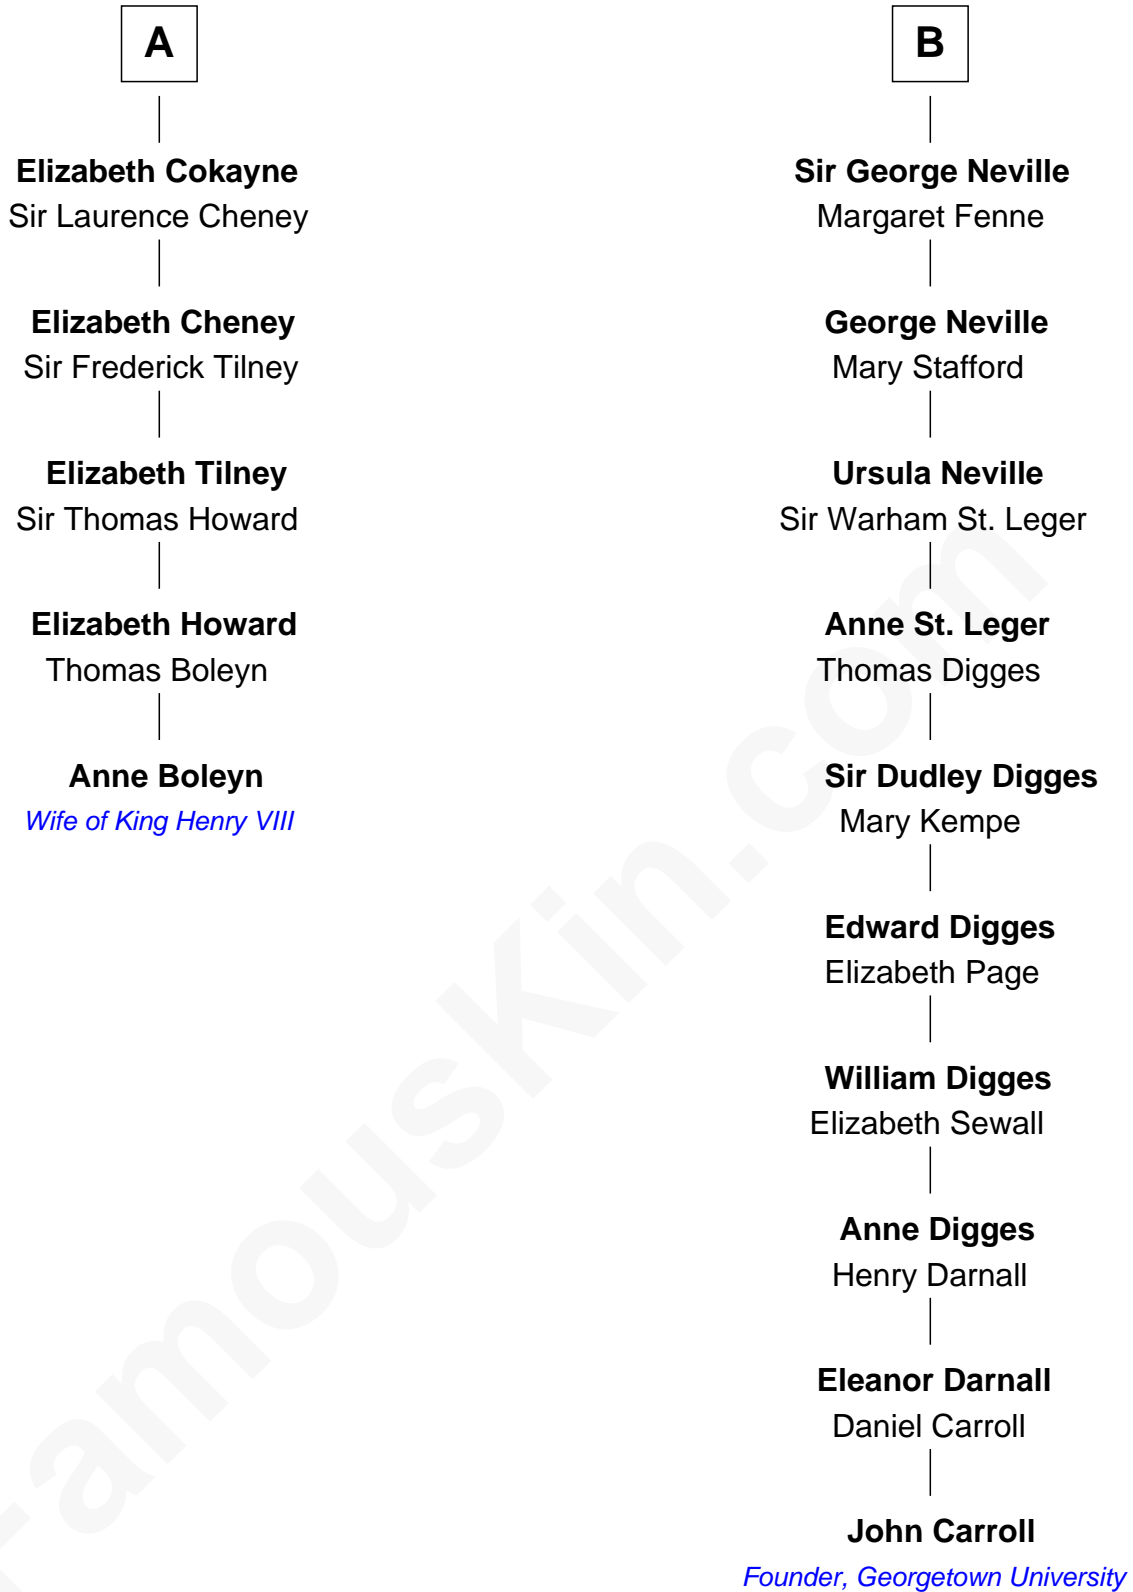 A
Elizabeth Cokayne
Sir Laurence Cheney
Elizabeth Cheney
Sir Frederick Tilney
Elizabeth Tilney
Sir Thomas Howard
Elizabeth Howard
Thomas Boleyn
Anne Boleyn
Wife of King Henry VIII
B
Sir George Neville
Margaret Fenne
George Neville
Mary Stafford
Ursula Neville
Sir Warham St. Leger
Anne St. Leger
Thomas Digges
Sir Dudley Digges
Mary Kempe
Edward Digges
Elizabeth Page
William Digges
Elizabeth Sewall
Anne Digges
Henry Darnall
Eleanor Darnall
Daniel Carroll
John Carroll
Founder, Georgetown University
FamousKin.com